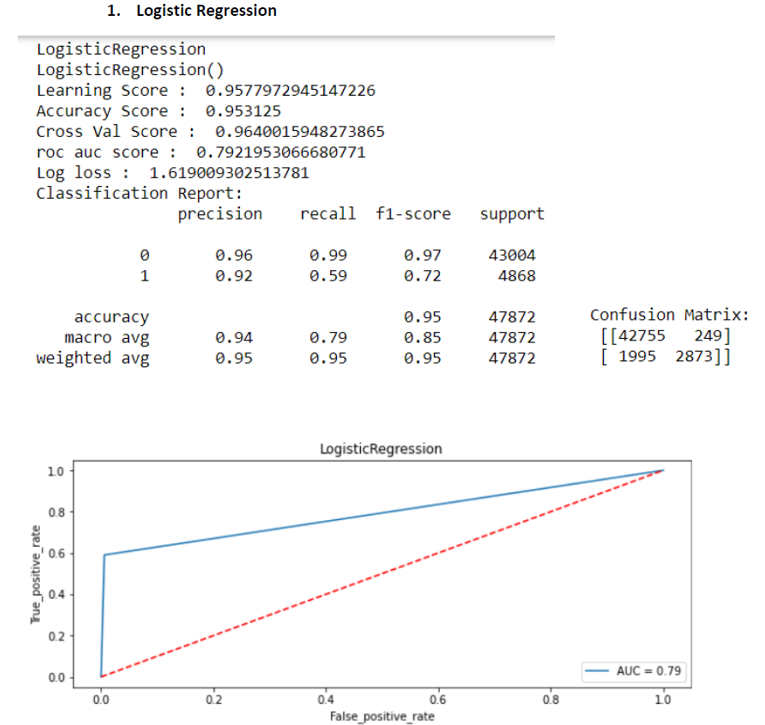 1. Logistic Regression
LogisticRegression
LogisticRegression()
Learning Score : 0.9577972945147226
Accuracy Score : 0.953125
Cross Val Score : 0.9640015948273865
roc auc score : 0.7921953066680771
Log loss : 1.619009302513781
Classification Report:
precision recall f1-score support
0 0.96 0.99 0.97 43004
1 0.92 0.59 0.72 4868
accuracy 0.95 47872
macro avg 0.94 0.79 0.85 47872
weighted avg 0.95 0.95 0.95 47872
Confusion Matrix:
[[42755 249]
[ 1995 2873]]
LogisticRegression
1.0
0.8
0.6
0.4
0.2
0.0
True_positive_rate
AUC = 0.79
0.0 0.2 0.4 0.6 0.8 1.0
False_positive_rate